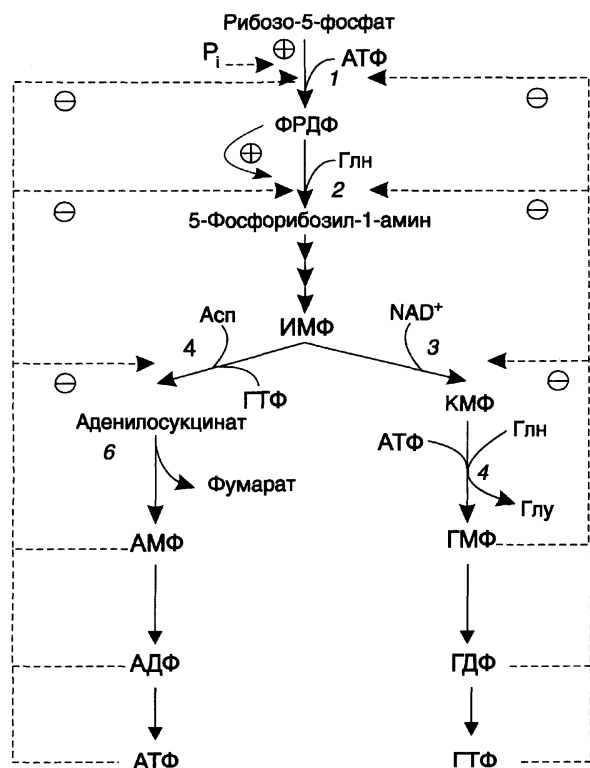 Рибозо-5-фосфат
Pi
⊕
АТФ
1
⊖
⊖
ФРДФ
⊕
Глн
2
⊖
⊖
5-Фосфорибозил-1-амин
Асп
ИМФ
NAD+
4
3
⊖
ГТФ
⊖
КМФ
Аденилосукцинат
6
АТФ
Глн
4
Фумарат
Глу
АМФ
ГМФ
АДФ
ГДФ
АТФ
ГТФ